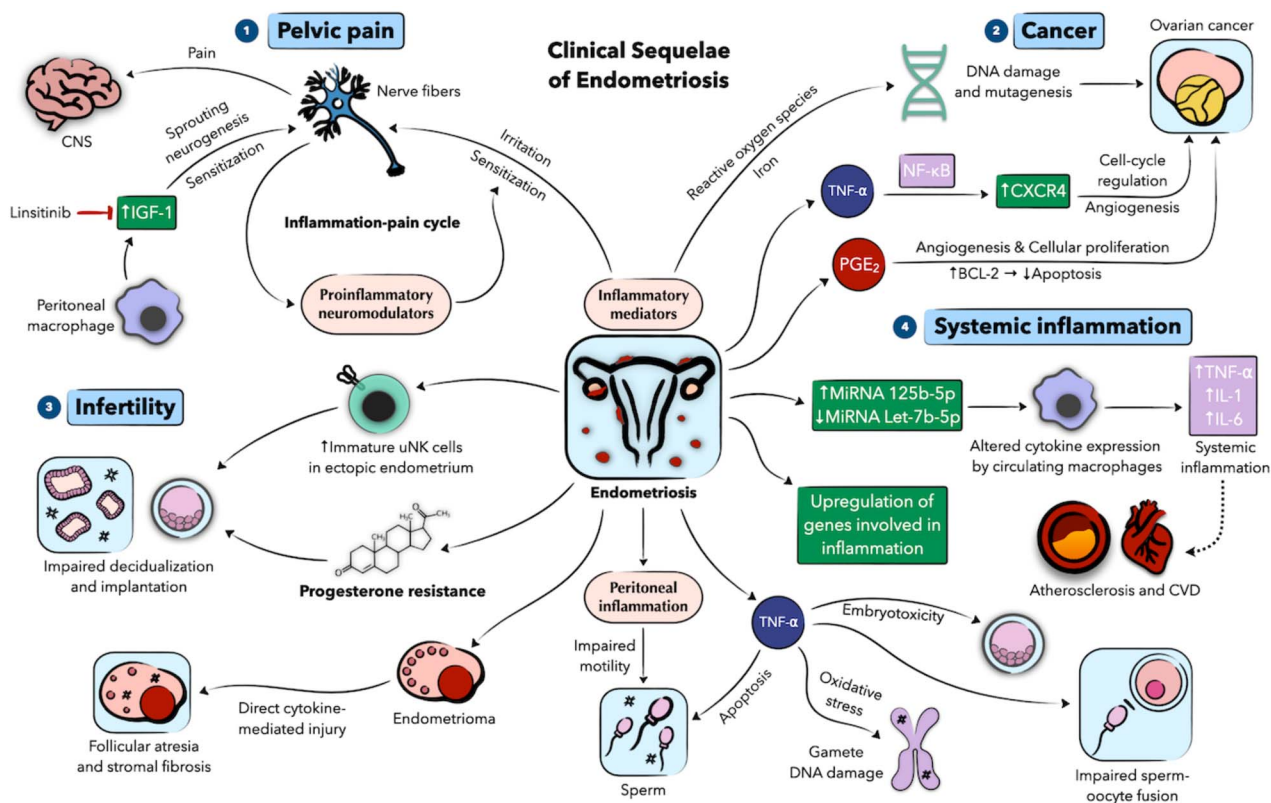 Clinical Sequelae
of Endometriosis
1 Pelvic pain
Pain
CNS
Nerve fibers
Sprouting
neurogenesis
Sensitization
Irritation
Sensitization
Linsitinib
↑IGF-1
Inflammation-pain cycle
Peritoneal
macrophage
Proinflammatory
neuromodulators
Inflammatory
mediators
Endometriosis
2 Cancer
Ovarian cancer
DNA damage
and mutagenesis
Reactive oxygen species
Iron
TNF-α
NF-κB
↑CXCR4
Cell-cycle
regulation
Angiogenesis
PGE₂
Angiogenesis & Cellular proliferation
↑BCL-2 → ↓Apoptosis
3 Infertility
↑Immature uNK cells
in ectopic endometrium
Impaired decidualization
and implantation
H₃C
CH₃
CH₃
O
O
Progesterone resistance
Follicular atresia
and stromal fibrosis
Direct cytokine-
mediated injury
Endometrioma
Peritoneal
inflammation
Impaired
motility
Sperm
TNF-α
Apoptosis
Oxidative
stress
Gamete
DNA damage
Embryotoxicity
Impaired sperm-
oocyte fusion
4 Systemic inflammation
↑MiRNA 125b-5p
↓MiRNA Let-7b-5p
Altered cytokine expression
by circulating macrophages
↑TNF-α
↑IL-1
↑IL-6
Systemic
inflammation
Upregulation of
genes involved in
inflammation
Atherosclerosis and CVD